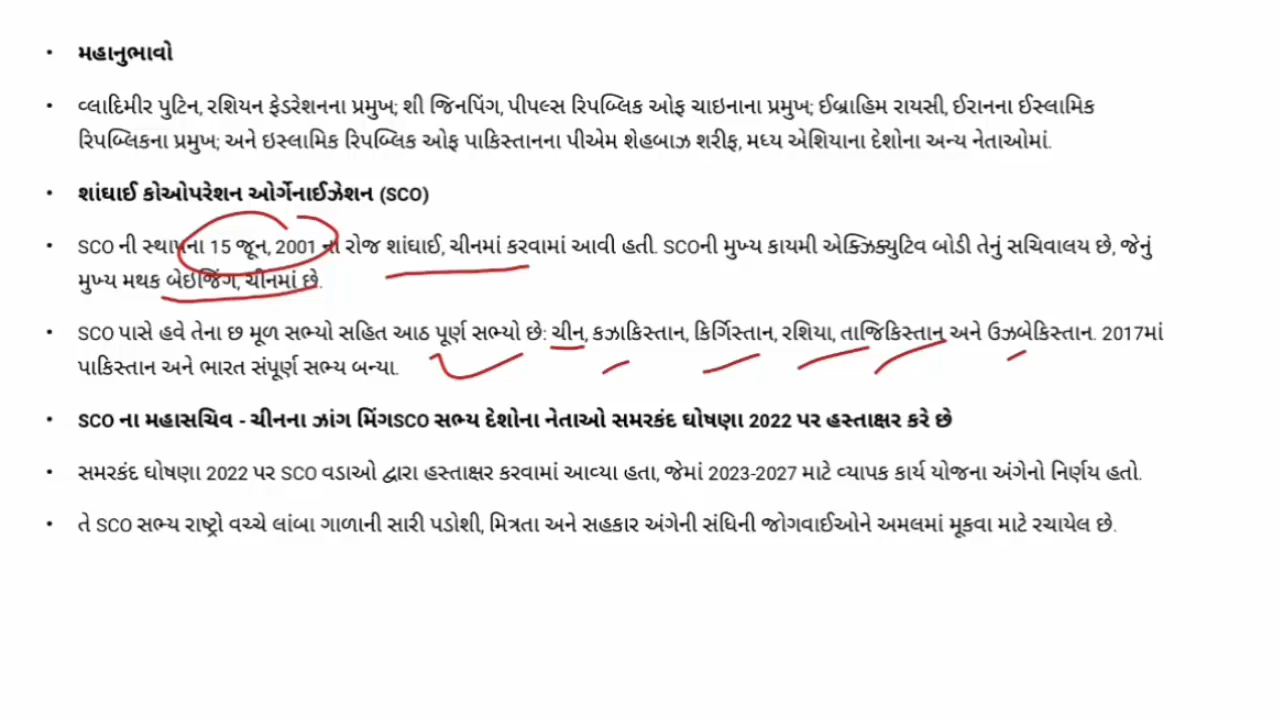 • મહાનુભાવો
• વ્લાદિમીર પુટિન, રશિયન ફેડરેશનના પ્રમુખ; શી જિનપિંગ, પીપલ્સ રિપબ્લિક ઓફ ચાઇનાના પ્રમુખ; ઈબ્રાહિમ રાયસી, ઈરાનના ઈસ્લામિક
રિપબ્લિકના પ્રમુખ; અને ઇસ્લામિક રિપબ્લિક ઓફ પાકિસ્તાનના પીએમ શેહબાઝ શરીફ, મધ્ય એશિયાના દેશોના અન્ય નેતાઓમાં.
• શાંઘાઈ કોઓપરેશન ઓર્ગેનાઈઝેશન (SCO)
• SCO ની સ્થાપના 15 જૂન, 2001 ના રોજ શાંઘાઈ, ચીનમાં કરવામાં આવી હતી. SCOની મુખ્ય કાયમી એક્ઝિક્યુટિવ બોડી તેનું સચિવાલય છે, જેનું
મુખ્ય મથક બેઇજિંગ, ચીનમાં છે.
• SCO પાસે હવે તેના છ મૂળ સભ્યો સહિત આઠ પૂર્ણ સભ્યો છે: ચીન, કઝાકિસ્તાન, કિર્ગિસ્તાન, રશિયા, તાજિકિસ્તાન અને ઉઝબેકિસ્તાન. 2017માં
પાકિસ્તાન અને ભારત સંપૂર્ણ સભ્ય બન્યા.
• SCO ના મહાસચિવ - ચીનના ઝાંગ મિંગSCO સભ્ય દેશોના નેતાઓ સમરકંદ ઘોષણા 2022 પર હસ્તાક્ષર કરે છે
• સમરકંદ ઘોષણા 2022 પર SCO વડાઓ દ્વારા હસ્તાક્ષર કરવામાં આવ્યા હતા, જેમાં 2023-2027 માટે વ્યાપક કાર્ય યોજના અંગેનો નિર્ણય હતો.
• તે SCO સભ્ય રાષ્ટ્રો વચ્ચે લાંબા ગાળાની સારી પડોશી, મિત્રતા અને સહકાર અંગેની સંધિની જોગવાઈઓને અમલમાં મૂકવા માટે રચાયેલ છે.